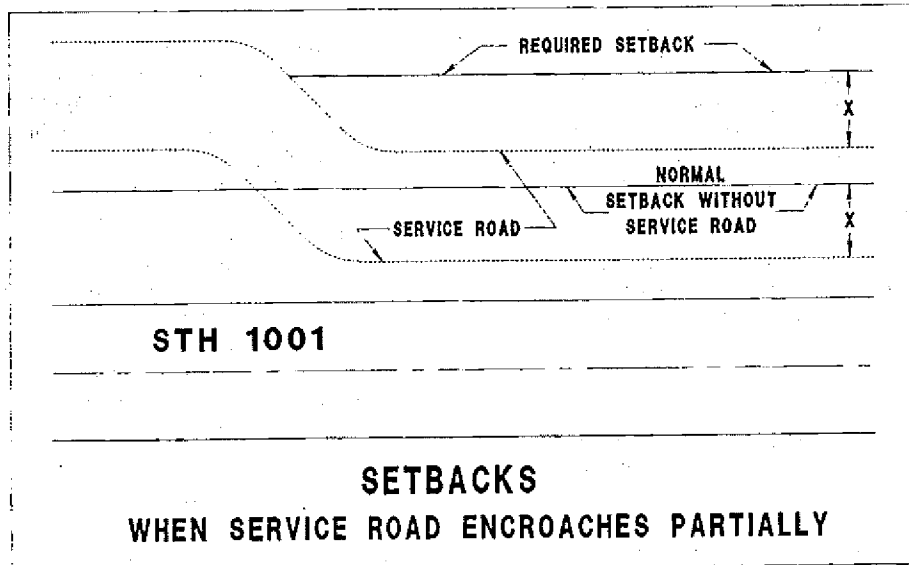 REQUIRED SETBACK
X
NORMAL
SETBACK WITHOUT
SERVICE ROAD
X
SERVICE ROAD
STH 1001
SETBACKS
WHEN SERVICE ROAD ENCROACHES PARTIALLY